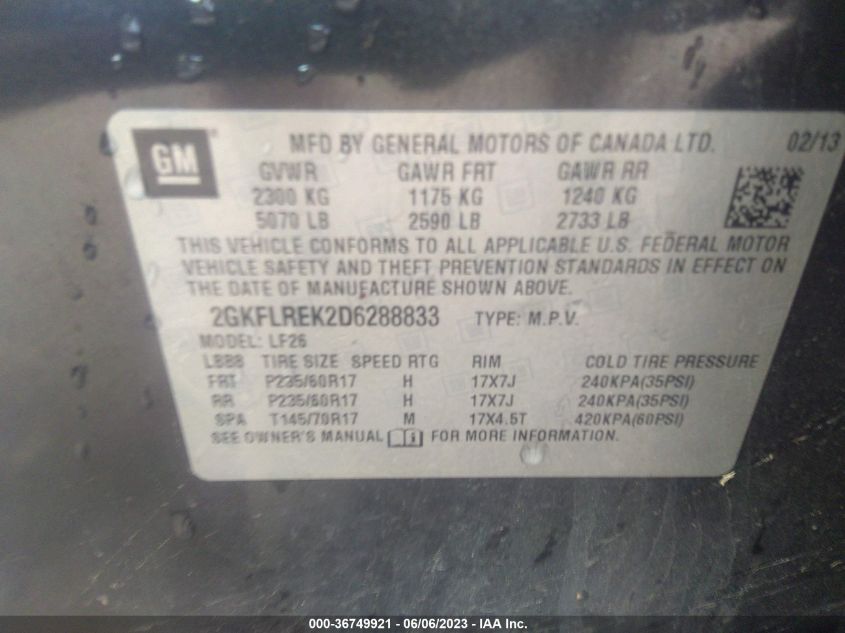 GM
MFD BY GENERAL MOTORS OF CANADA LTD. 02/13
GVWR GAWR FRT GAWR RR
2300 KG 1175 KG 1240 KG
5070 LB 2590 LB 2733 LB
THIS VEHICLE CONFORMS TO ALL APPLICABLE U.S. FEDERAL MOTOR
VEHICLE SAFETY AND THEFT PREVENTION STANDARDS IN EFFECT ON
THE DATE OF MANUFACTURE SHOWN ABOVE.
2GKFLREK2D6288833 TYPE: M.P.V.
MODEL: LF26
LBBB TIRE SIZE SPEED RTG RIM COLD TIRE PRESSURE
FRT P235/60R17 H 17X7J 240KPA(35PSI)
RR P235/60R17 H 17X7J 240KPA(35PSI)
SPA T145/70R17 M 17X4.5T 420KPA(60PSI)
SEE OWNER'S MANUAL i FOR MORE INFORMATION.
000-36749921 - 06/06/2023 - IAA Inc.